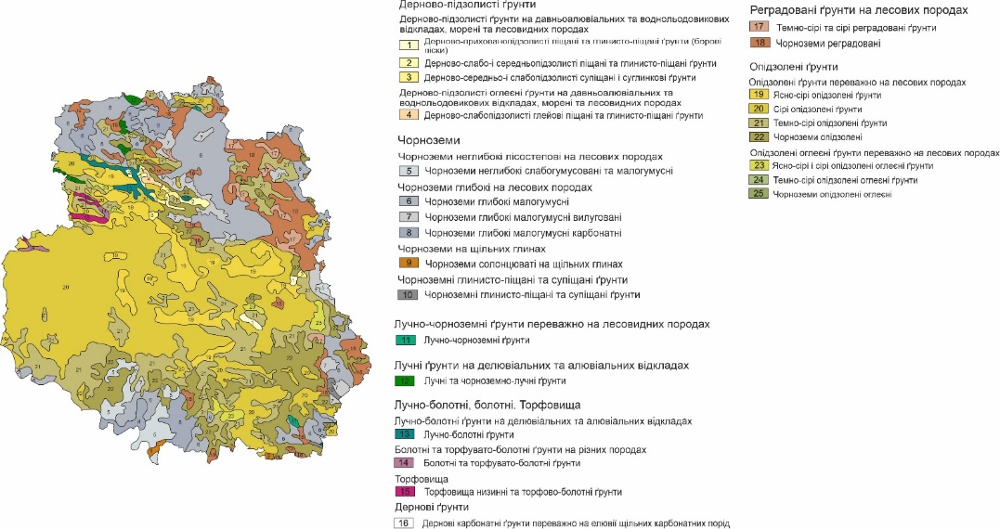 Дерново-підзолисті ґрунти
Дерново-підзолисті ґрунти на давньоалювіальних та воднольодовикових
відкладах, морені та лесовидних породах
1 Дерново-приховано­підзолисті піщані та глинисто-піщані ґрунти (борові
піски)
2 Дерново-слабо-і середньопідзолисті піщані та глинисто-піщані ґрунти
3 Дерново-середньо-і слабопідзолисті супіщані і суглинкові ґрунти
Дерново-підзолисті оглеєні ґрунти на давньоалювіальних та
воднольодовикових відкладах, морені та лесовидних породах
4 Дерново-слабопідзолисті глейові піщані та глинисто-піщані ґрунти
Чорноземи
Чорноземи неглибокі лісостепові на лесових породах
5 Чорноземи неглибокі слабогумусовані та малогумусні
Чорноземи глибокі на лесових породах
6 Чорноземи глибокі малогумусні
7 Чорноземи глибокі малогумусні вилуговані
8 Чорноземи глибокі малогумусні карбонатні
Чорноземи на щільних глинах
9 Чорноземи солонцюваті на щільних глинах
Чорноземні глинисто-піщані та супіщані ґрунти
10 Чорноземні глинисто-піщані та супіщані ґрунти
Лучно-чорноземні ґрунти переважно на лесовидних породах
11 Лучно-чорноземні ґрунти
Лучні ґрунти на делювіальних та алювіальних відкладах
12 Лучні та чорноземно-лучні ґрунти
Лучно-болотні, болотні. Торфовища
Лучно-болотні ґрунти на делювіальних та алювіальних відкладах
13 Лучно-болотні ґрунти
Болотні та торфувато-болотні ґрунти на різних породах
14 Болотні та торфувато-болотні ґрунти
Торфовища
15 Торфовища низинні та торфово-болотні ґрунти
Дернові ґрунти
16 Дернові карбонатні ґрунти переважно на елювії щільних карбонатних порід
Реградовані ґрунти на лесових породах
17 Темно-сірі та сірі реградовані ґрунти
18 Чорноземи реградовані
Опідзолені ґрунти
Опідзолені ґрунти переважно на лесових породах
19 Ясно-сірі опідзолені ґрунти
20 Сірі опідзолені ґрунти
21 Темно-сірі опідзолені ґрунти
22 Чорноземи опідзолені
Опідзолені оглеєні ґрунти переважно на лесових породах
23 Ясно-сірі і сірі опідзолені оглеєні ґрунти
24 Темно-сірі опідзолені оглеєні ґрунти
25 Чорноземи опідзолені оглеєні